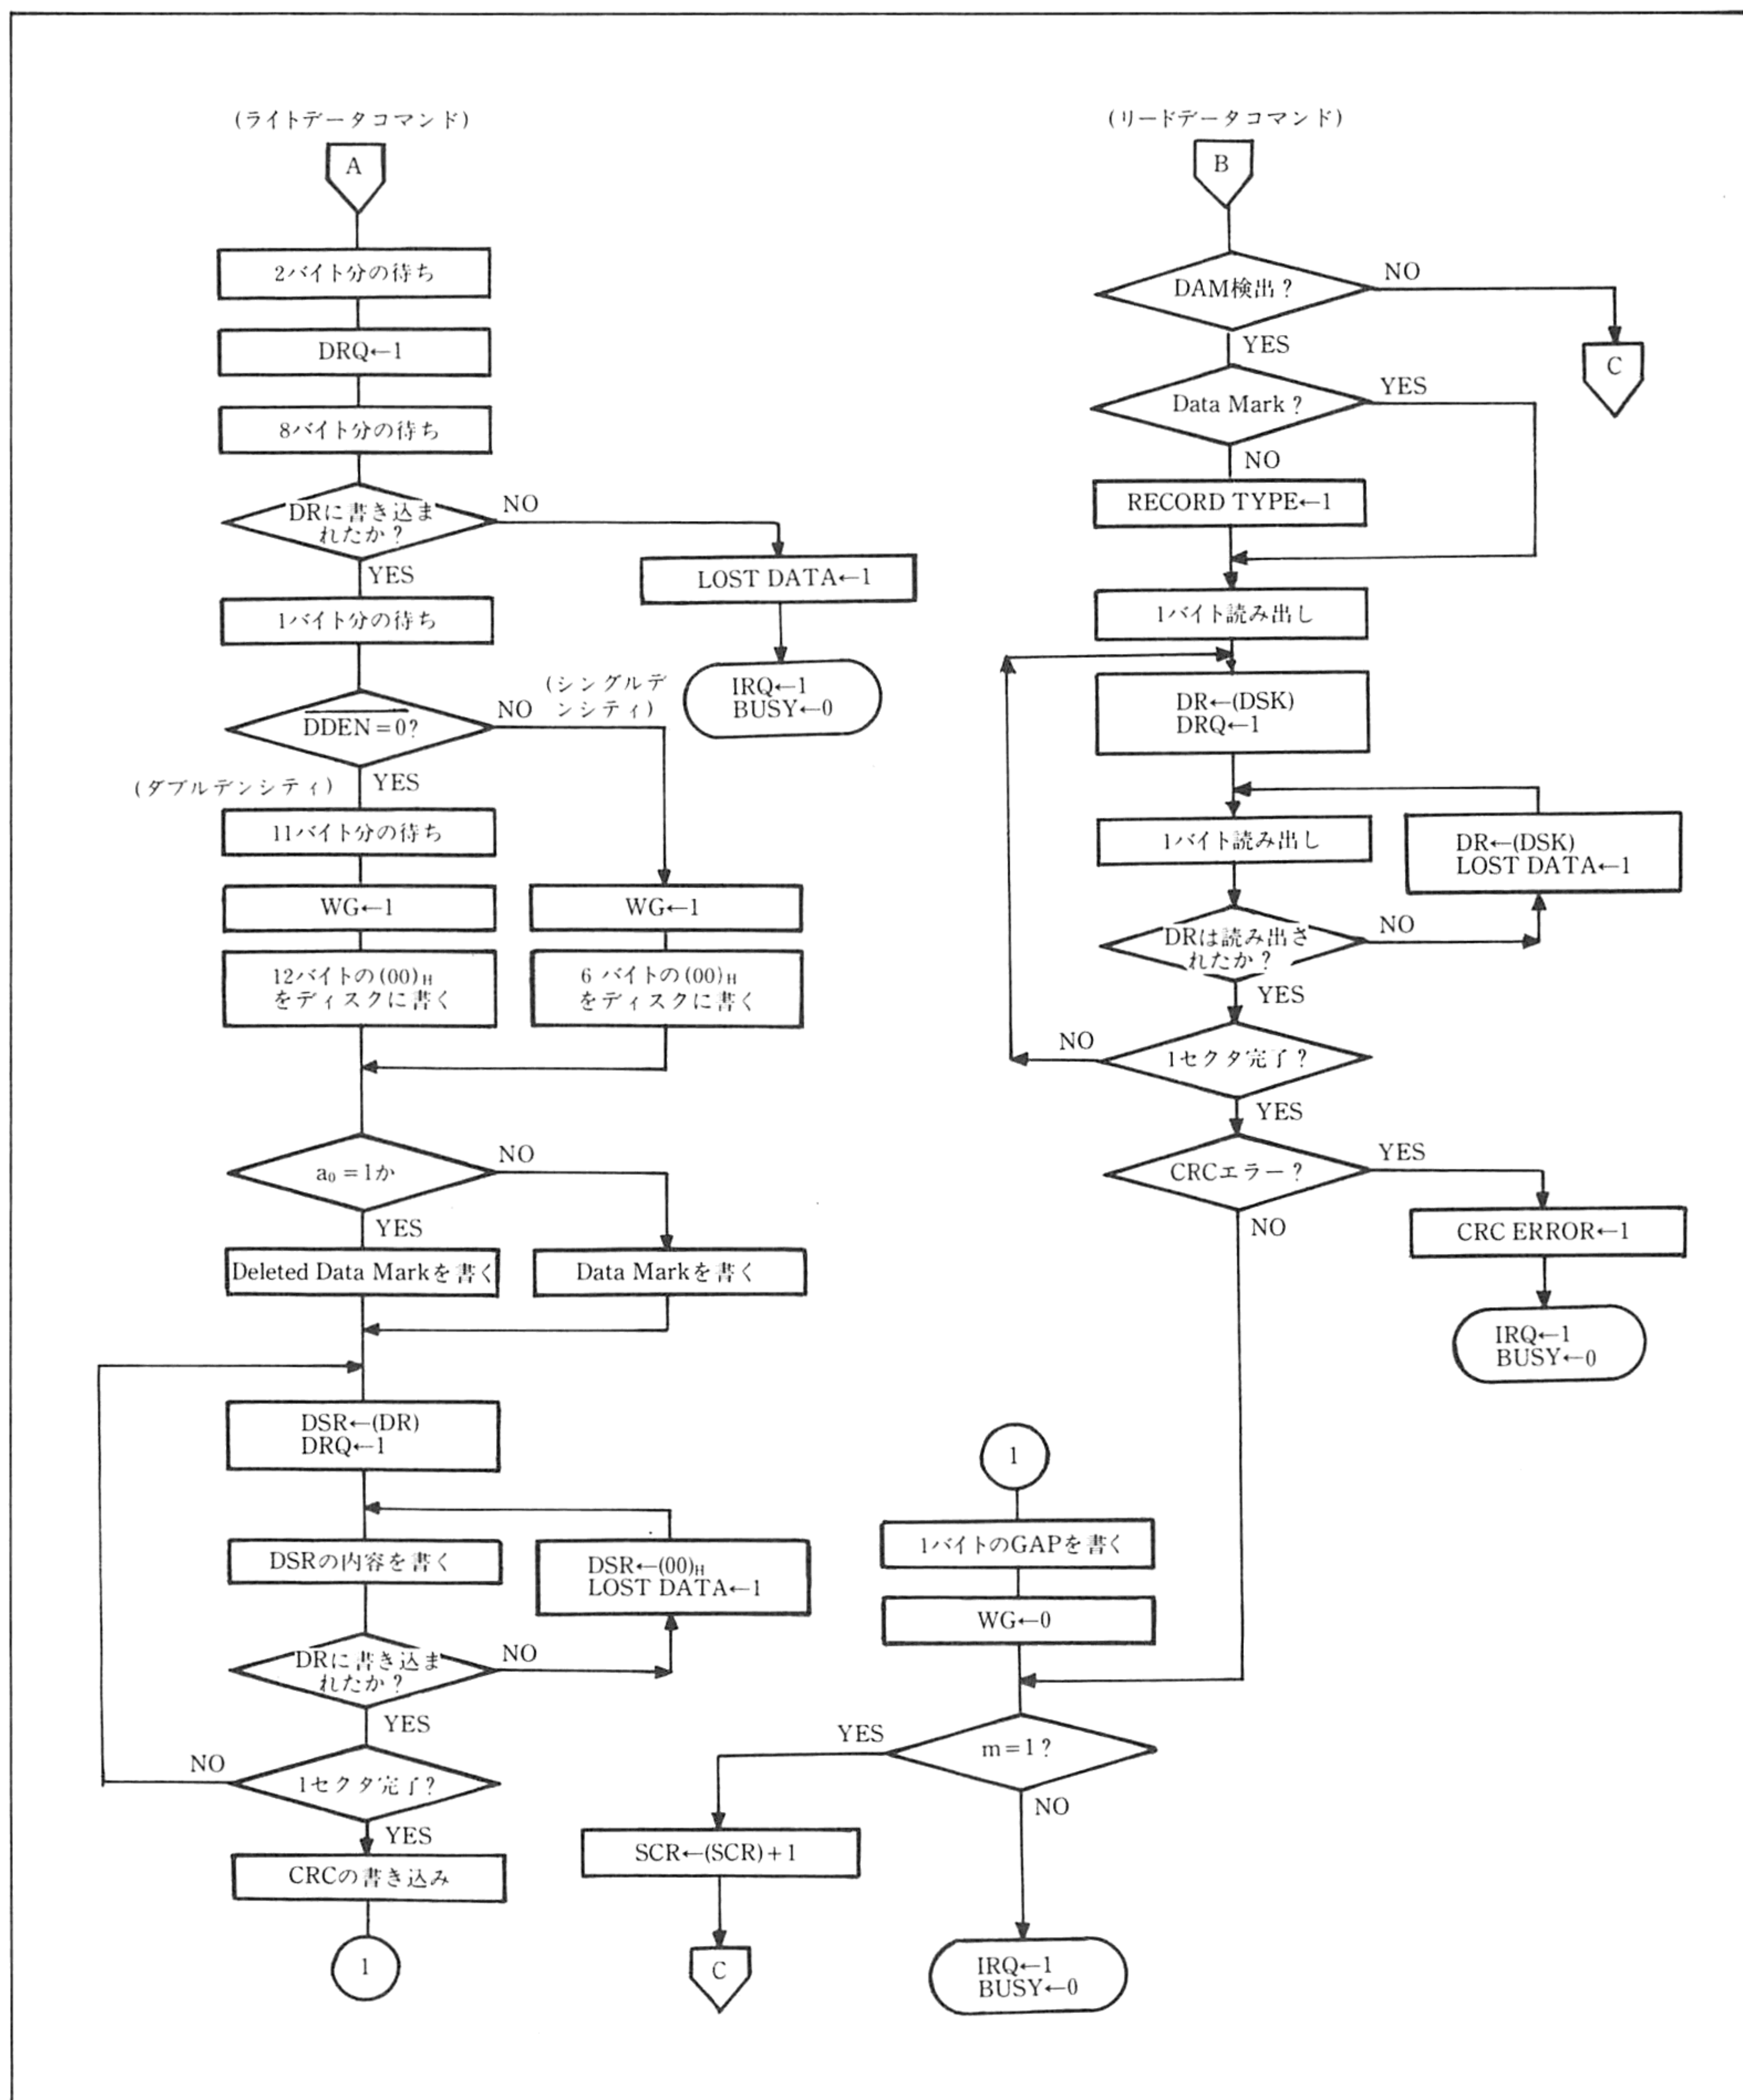 (ライトデータコマンド)
A
2バイト分の待ち
DRQ←1
8バイト分の待ち
DRに書き込ま
れたか?
NO
YES
LOST DATA←1
IRQ←1
BUSY←0
1バイト分の待ち
DDEN=0?
NO
(シングルデ
ンシティ)
(ダブルデンシティ)
YES
11バイト分の待ち
WG←1
12バイトの(00)H
をディスクに書く
WG←1
6バイトの(00)H
をディスクに書く
a0=1か
NO
YES
Deleted Data Markを書く
Data Markを書く
DSR←(DR)
DRQ←1
DSRの内容を書く
DSR←(00)H
LOST DATA←1
DRに書き込ま
れたか?
NO
YES
1セクタ完了?
NO
YES
CRCの書き込み
1
(リードデータコマンド)
B
DAM検出?
NO
C
YES
Data Mark?
YES
NO
RECORD TYPE←1
1バイト読み出し
DR←(DSK)
DRQ←1
1バイト読み出し
DR←(DSK)
LOST DATA←1
DRは読み出さ
れたか?
NO
YES
1セクタ完了?
NO
YES
CRCエラー?
YES
NO
CRC ERROR←1
IRQ←1
BUSY←0
1
1バイトのGAPを書く
WG←0
m=1?
YES
NO
SCR←(SCR)+1
C
IRQ←1
BUSY←0